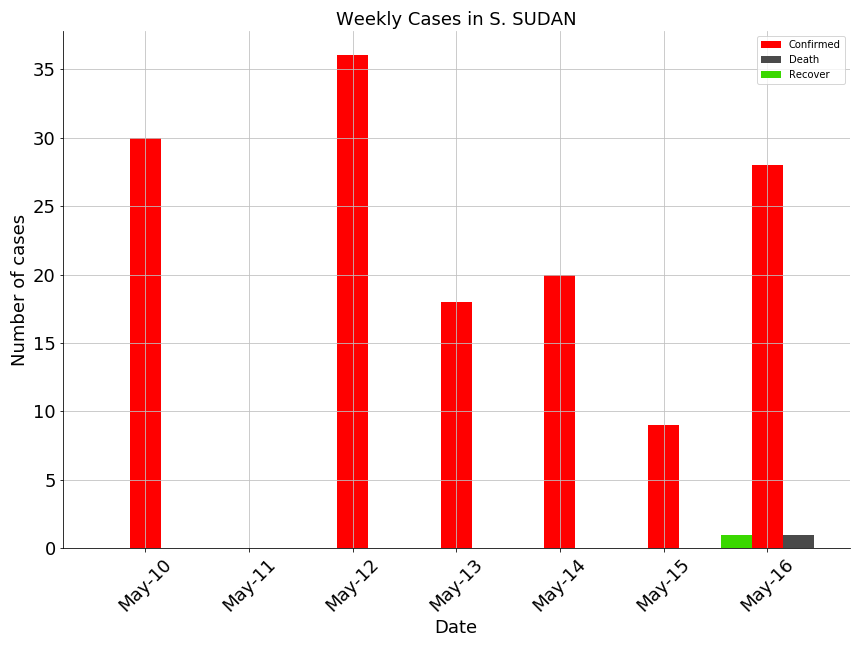 Weekly Cases in S. SUDAN
Confirmed
Death
Recover
Number of cases
35
30
25
20
15
10
5
0
May-10
May-11
May-12
May-13
May-14
May-15
May-16
Date